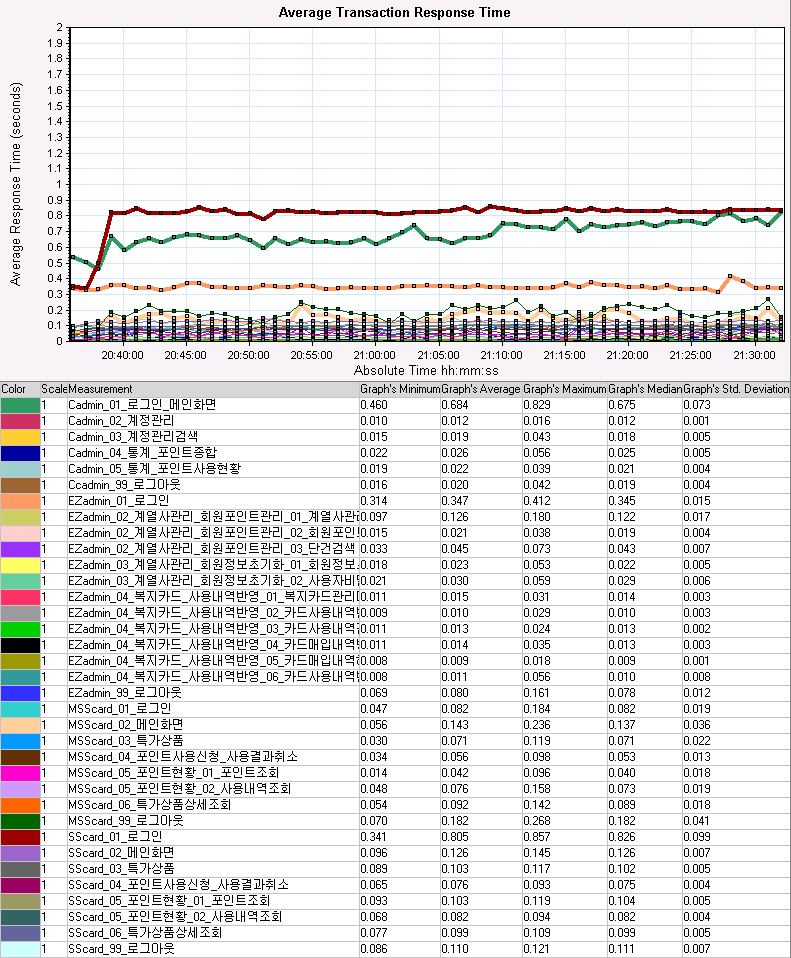 Average Transaction Response Time
2
1.9
1.8
1.7
1.6
1.5
1.4
1.3
1.2
1.1
1
0.9
0.8
0.7
0.6
0.5
0.4
0.3
0.2
0.1
0
Average Response Time (seconds)
20:40:00 20:45:00 20:50:00 20:55:00 21:00:00 21:05:00 21:10:00 21:15:00 21:20:00 21:25:00 21:30:00
Absolute Time hh:mm:ss
Color Scale Measurement Graph's Minimum Graph's Average Graph's Maximum Graph's Median Graph's Std. Deviation
1 Cadmin_01_로그인_메인화면 0.460 0.684 0.829 0.675 0.073
1 Cadmin_02_계정관리 0.010 0.012 0.016 0.012 0.001
1 Cadmin_03_계정관리검색 0.015 0.019 0.043 0.018 0.005
1 Cadmin_04_통계_포인트종합 0.022 0.026 0.056 0.025 0.005
1 Cadmin_05_통계_포인트사용현황 0.019 0.022 0.039 0.021 0.004
1 Ccadmin_99_로그아웃 0.016 0.020 0.042 0.019 0.004
1 EZadmin_01_로그인 0.314 0.347 0.412 0.345 0.015
1 EZadmin_02_계열사관리_회원포인트관리_01_계열사관 0.097 0.126 0.180 0.122 0.017
1 EZadmin_02_계열사관리_회원포인트관리_02_회원포인 0.015 0.021 0.038 0.019 0.004
1 EZadmin_02_계열사관리_회원포인트관리_03_단건검색 0.033 0.045 0.073 0.043 0.007
1 EZadmin_03_계열사관리_회원정보초기화_01_회원정보 0.018 0.023 0.053 0.022 0.005
1 EZadmin_03_계열사관리_회원정보초기화_02_사용자비 0.021 0.030 0.059 0.029 0.006
1 EZadmin_04_복지카드_사용내역반영_01_복지카드관리 0.011 0.015 0.031 0.014 0.003
1 EZadmin_04_복지카드_사용내역반영_02_카드사용내역 0.009 0.010 0.029 0.010 0.003
1 EZadmin_04_복지카드_사용내역반영_03_카드사용내역 0.011 0.013 0.024 0.013 0.002
1 EZadmin_04_복지카드_사용내역반영_04_카드매입내역 0.011 0.014 0.035 0.013 0.003
1 EZadmin_04_복지카드_사용내역반영_05_카드매입내역 0.008 0.009 0.018 0.009 0.001
1 EZadmin_04_복지카드_사용내역반영_06_카드사용내역 0.008 0.011 0.056 0.010 0.008
1 EZadmin_99_로그아웃 0.069 0.080 0.161 0.078 0.012
1 MSScard_01_로그인 0.047 0.082 0.184 0.082 0.019
1 MSScard_02_메인화면 0.056 0.143 0.236 0.137 0.036
1 MSScard_03_특가상품 0.030 0.071 0.119 0.071 0.022
1 MSScard_04_포인트사용신청_사용결과취소 0.034 0.056 0.098 0.053 0.013
1 MSScard_05_포인트현황_01_포인트조회 0.014 0.042 0.096 0.040 0.018
1 MSScard_05_포인트현황_02_사용내역조회 0.048 0.076 0.158 0.073 0.019
1 MSScard_06_특가상품상세조회 0.054 0.092 0.142 0.089 0.018
1 MSScard_99_로그아웃 0.070 0.182 0.268 0.182 0.041
1 SScard_01_로그인 0.341 0.805 0.857 0.826 0.099
1 SScard_02_메인화면 0.096 0.126 0.145 0.126 0.007
1 SScard_03_특가상품 0.089 0.103 0.117 0.102 0.005
1 SScard_04_포인트사용신청_사용결과취소 0.065 0.076 0.093 0.075 0.004
1 SScard_05_포인트현황_01_포인트조회 0.093 0.103 0.119 0.104 0.005
1 SScard_05_포인트현황_02_사용내역조회 0.068 0.082 0.094 0.082 0.004
1 SScard_06_특가상품상세조회 0.077 0.099 0.109 0.099 0.005
1 SScard_99_로그아웃 0.086 0.110 0.121 0.111 0.007